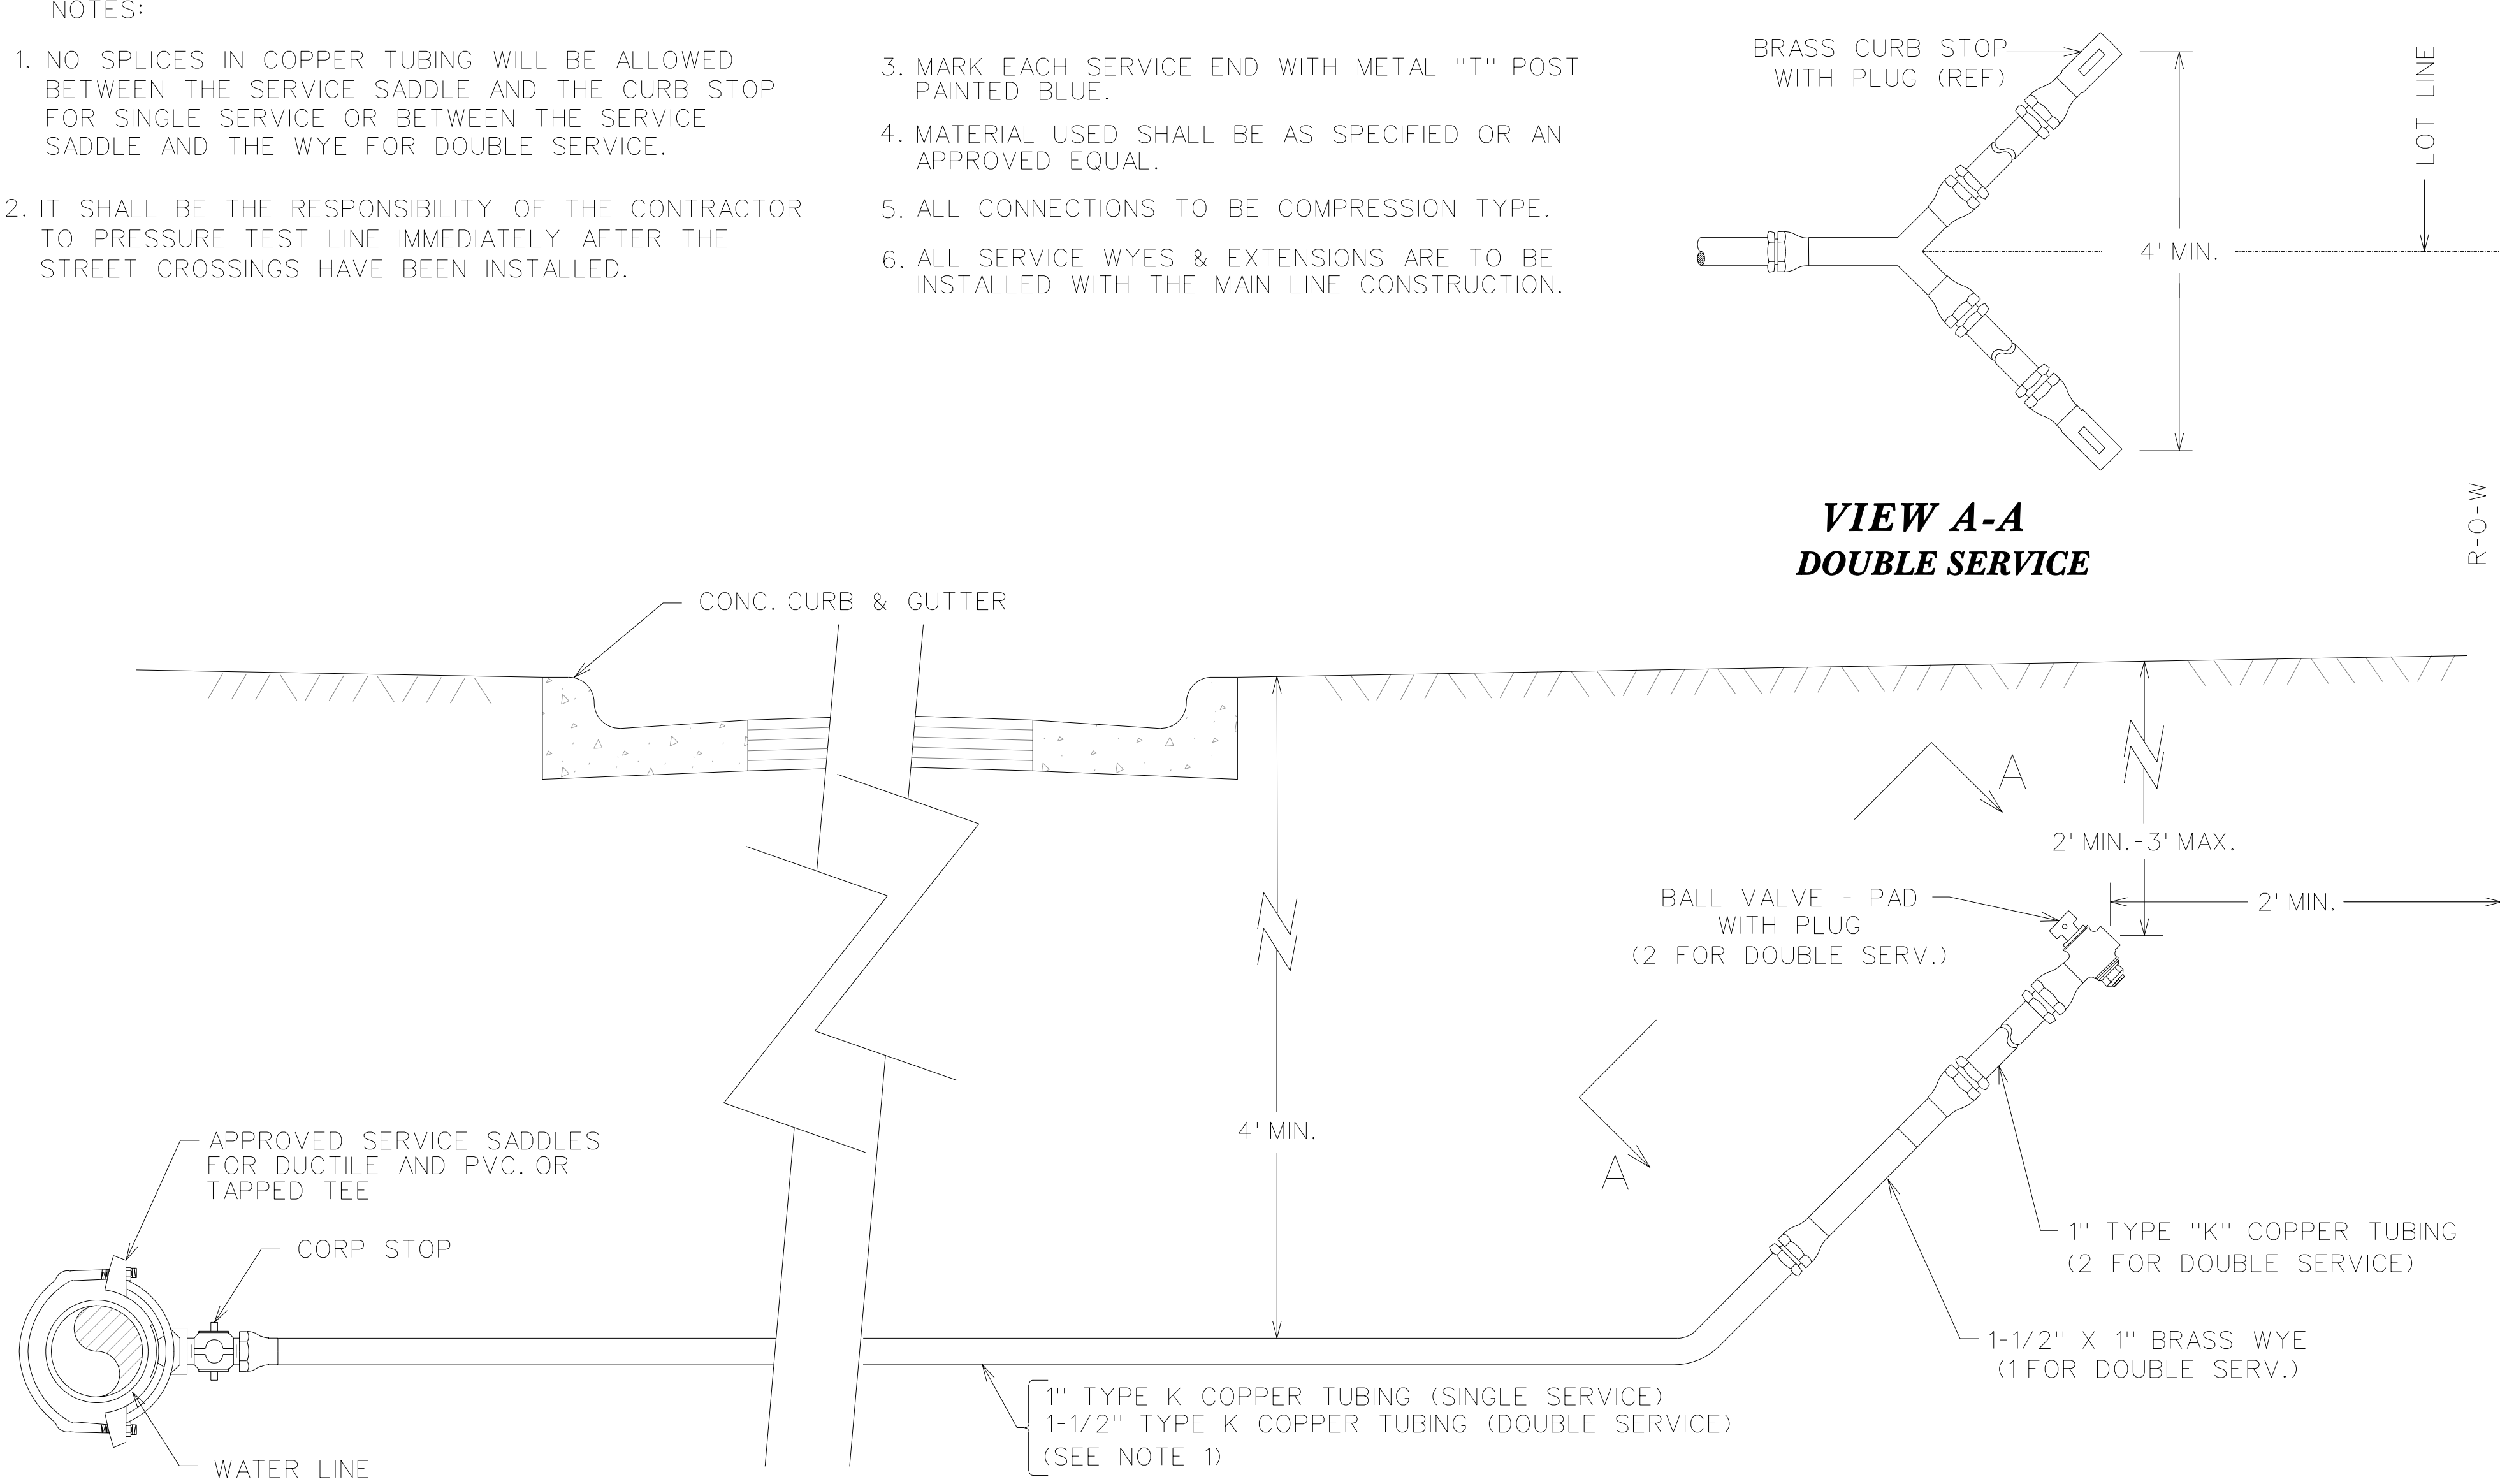 NOTES:
1. NO SPLICES IN COPPER TUBING WILL BE ALLOWED
BETWEEN THE SERVICE SADDLE AND THE CURB STOP
FOR SINGLE SERVICE OR BETWEEN THE SERVICE
SADDLE AND THE WYE FOR DOUBLE SERVICE.
2. IT SHALL BE THE RESPONSIBILITY OF THE CONTRACTOR
TO PRESSURE TEST LINE IMMEDIATELY AFTER THE
STREET CROSSINGS HAVE BEEN INSTALLED.
3. MARK EACH SERVICE END WITH METAL "T" POST
PAINTED BLUE.
4. MATERIAL USED SHALL BE AS SPECIFIED OR AN
APPROVED EQUAL.
5. ALL CONNECTIONS TO BE COMPRESSION TYPE.
6. ALL SERVICE WYES & EXTENSIONS ARE TO BE
INSTALLED WITH THE MAIN LINE CONSTRUCTION.
BRASS CURB STOP
WITH PLUG (REF)
LOT LINE
4' MIN.
VIEW A-A
DOUBLE SERVICE
R-O-W
CONC. CURB & GUTTER
A
2' MIN.-3' MAX.
BALL VALVE - PAD
WITH PLUG
(2 FOR DOUBLE SERV.)
2' MIN.
4' MIN.
A
APPROVED SERVICE SADDLES
FOR DUCTILE AND PVC. OR
TAPPED TEE
CORP STOP
1" TYPE "K" COPPER TUBING
(2 FOR DOUBLE SERVICE)
1-1/2" X 1" BRASS WYE
(1 FOR DOUBLE SERV.)
1" TYPE K COPPER TUBING (SINGLE SERVICE)
1-1/2" TYPE K COPPER TUBING (DOUBLE SERVICE)
(SEE NOTE 1)
WATER LINE